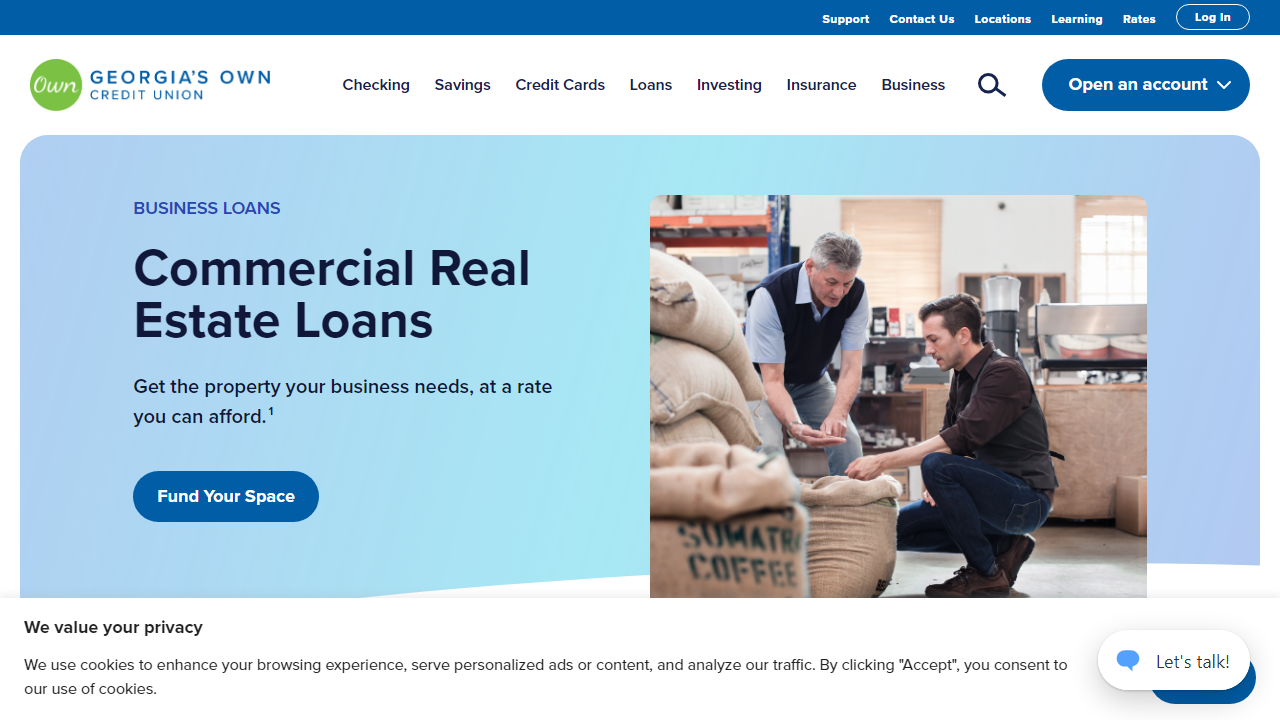 Support Contact Us Locations Learning Rates Log In
Own GEORGIA'S OWN
CREDIT UNION
Checking Savings Credit Cards Loans Investing Insurance Business Open an account
BUSINESS LOANS
Commercial Real
Estate Loans
Get the property your business needs, at a rate
you can afford.¹
Fund Your Space
SUMATRA
COFFEE
We value your privacy
We use cookies to enhance your browsing experience, serve personalized ads or content, and analyze our traffic. By clicking "Accept", you consent to
our use of cookies.
Let's talk!